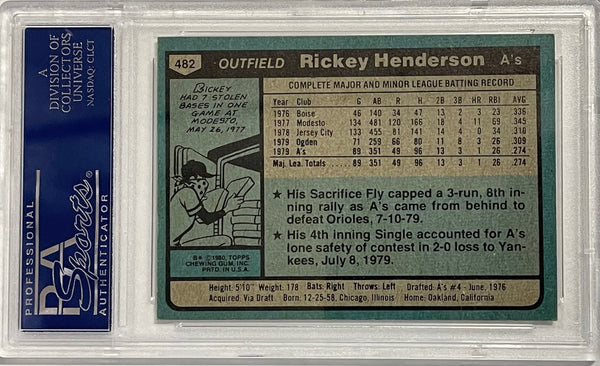 A
DIVISION OF
COLLECTORS
UNIVERSE
NASDAQ: CLCT
PROFESSIONAL
PSA
Sports
AUTHENTICATOR
482 OUTFIELD Rickey Henderson A's
RICKEY
HAD 7 STOLEN
BASES IN ONE
GAME AT
MODESTO,
MAY 26, 1977
B* © 1980, TOPPS
CHEWING GUM, INC.
PRTD. IN U.S.A.
COMPLETE MAJOR AND MINOR LEAGUE BATTING RECORD
Year Club G AB R H 2B 3B HR RBI AVG
1976 Boise 46 140 34 47 13 2 3 23 .336
1977 Modesto 134 481 120 166 18 4 11 69 .345
1978 Jersey City 133 455 81 141 14 4 0 34 .310
1979 Ogden 71 259 66 80 11 8 3 26 .309
1979 A's 89 351 49 96 13 3 1 26 .274
Maj. Lea. Totals 89 351 49 96 13 3 1 26 .274
★ His Sacrifice Fly capped a 3-run, 8th in-
ning rally as A's came from behind to
defeat Orioles, 7-10-79.
★ His 4th inning Single accounted for A's
lone safety of contest in 2-0 loss to Yan-
kees, July 8, 1979.
Height: 5'10" Weight: 178 Bats: Right Throws: Left Drafted: A's #4 - June, 1976
Acquired: Via Draft Born: 12-25-58, Chicago, Illinois Home: Oakland, California